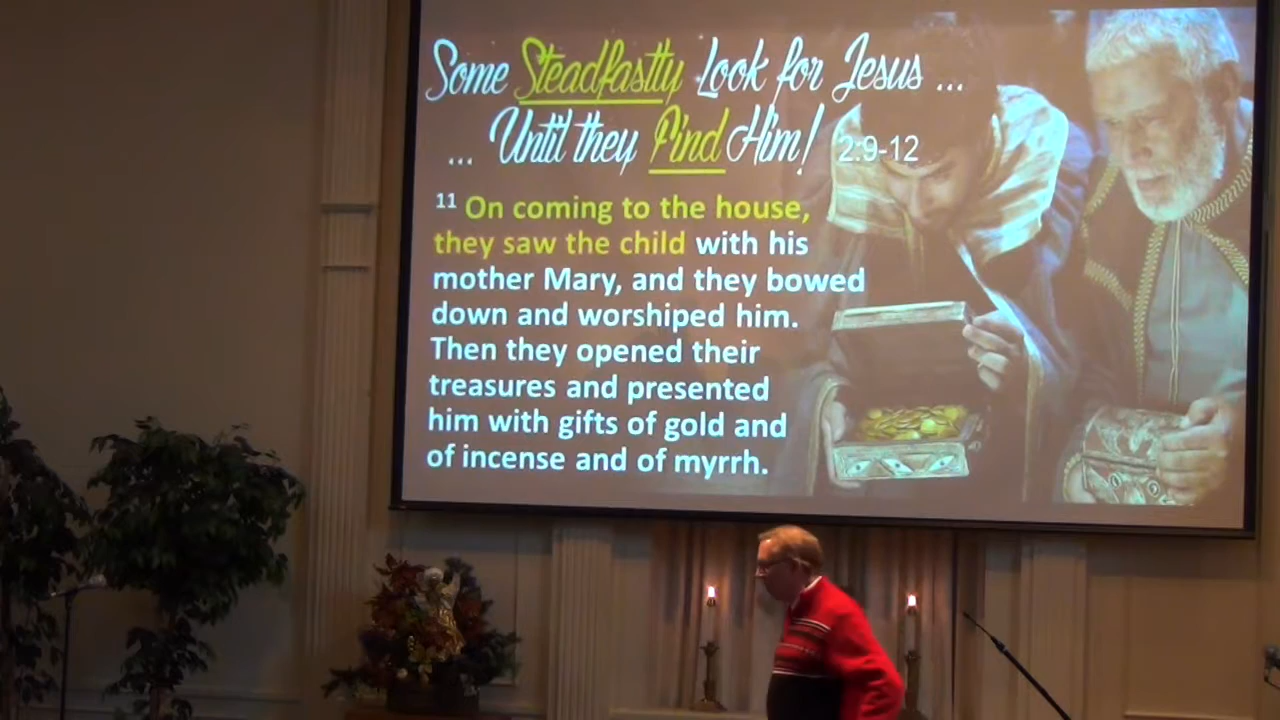 Some Steadfastly Look for Jesus ...
... Until they Find Him! 2:9-12
11 On coming to the house,
they saw the child with his
mother Mary, and they bowed
down and worshiped him.
Then they opened their
treasures and presented
him with gifts of gold and
of incense and of myrrh.